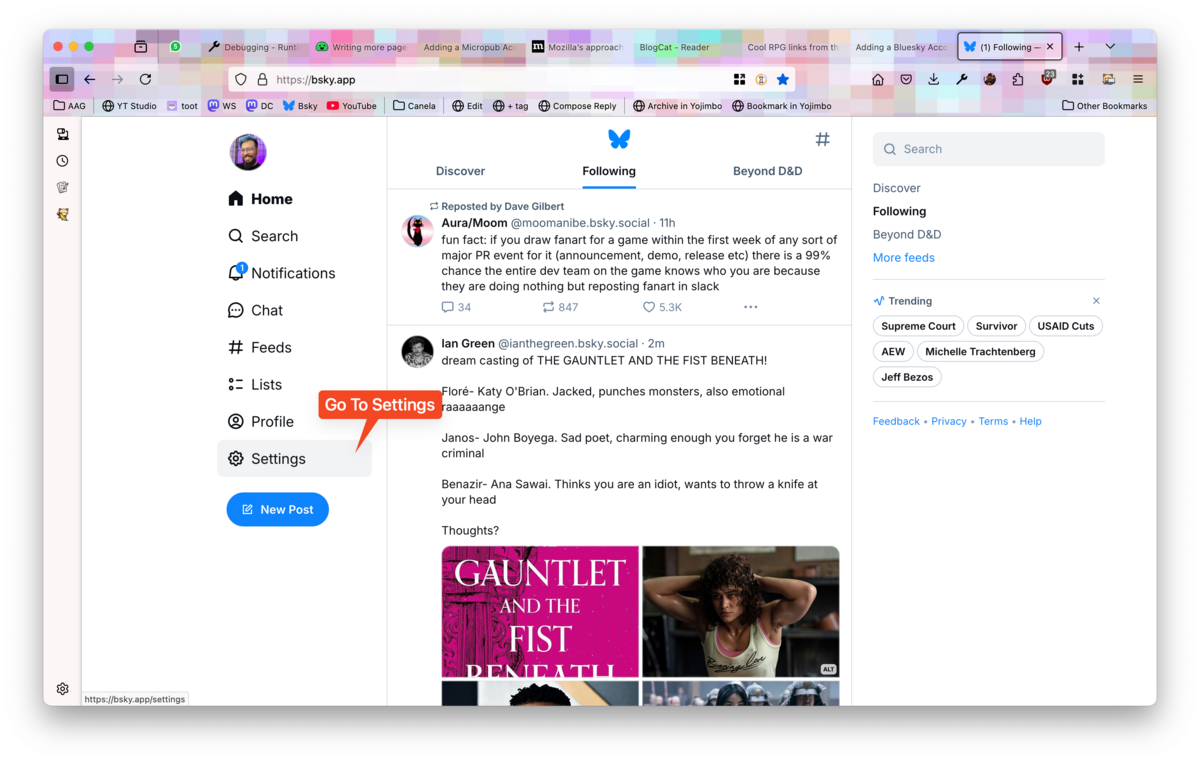 Debugging - Runti
Writing more page
Adding a Micropub Acc
Mozilla's approach
BlogCat – Reader
Cool RPG links from th
Adding a Bluesky Acco
(1) Following —
https://bsky.app
23
AAG
YT Studio
toot
WS
DC
Bsky
YouTube
Canela
Edit
+ tag
Compose Reply
Archive in Yojimbo
Bookmark in Yojimbo
Other Bookmarks
Home
Search
1
Notifications
Chat
Feeds
Lists
Profile
Settings
New Post
Go To Settings
https://bsky.app/settings
Discover
Following
Beyond D&D
Reposted by Dave Gilbert
Aura/Moom @moomanibe.bsky.social · 11h
fun fact: if you draw fanart for a game within the first week of any sort of
major PR event for it (announcement, demo, release etc) there is a 99%
chance the entire dev team on the game knows who you are because
they are doing nothing but reposting fanart in slack
34
847
5.3K
Ian Green @ianthegreen.bsky.social · 2m
dream casting of THE GAUNTLET AND THE FIST BENEATH!
Floré- Katy O'Brian. Jacked, punches monsters, also emotional
raaaaaange
Janos- John Boyega. Sad poet, charming enough you forget he is a war
criminal
Benazir- Ana Sawai. Thinks you are an idiot, wants to throw a knife at
your head
Thoughts?
GAUNTLET
AND THE
FIST
BENEATH
ALT
Search
Discover
Following
Beyond D&D
More feeds
Trending
Supreme Court
Survivor
USAID Cuts
AEW
Michelle Trachtenberg
Jeff Bezos
Feedback • Privacy • Terms • Help